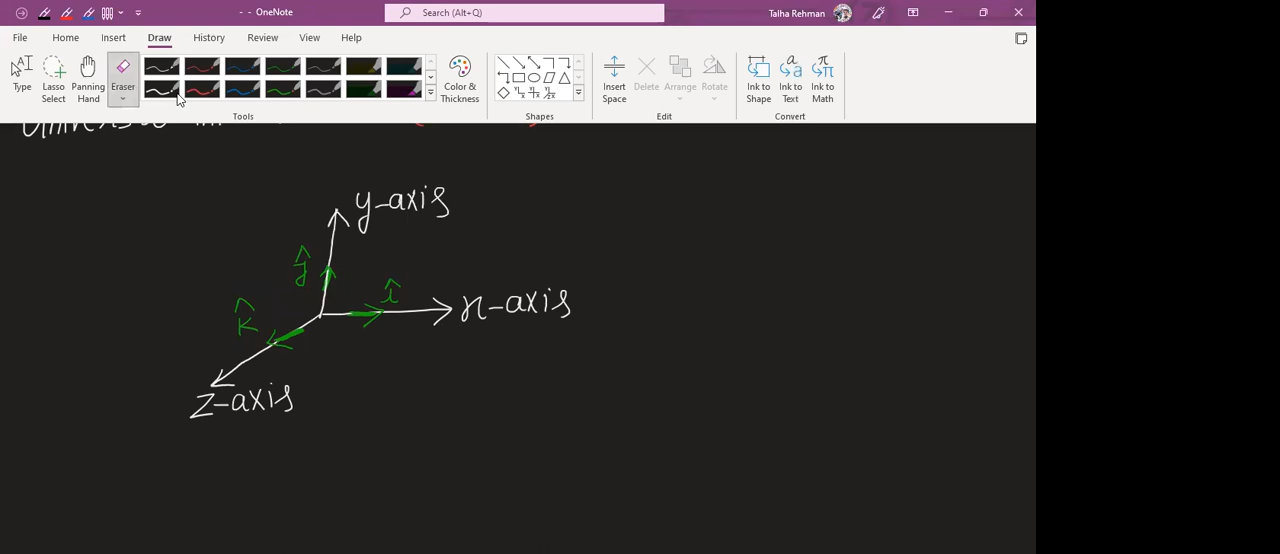 - - OneNote
Search (Alt+Q)
Talha Rehman
File Home Insert Draw History Review View Help
Type Lasso Select Panning Hand Eraser Color & Thickness Insert Space Delete Arrange Rotate Ink to Shape Ink to Text Ink to Math
Tools Shapes Edit Convert
y-axis
ĵ
î
x-axis
k̂
z-axis